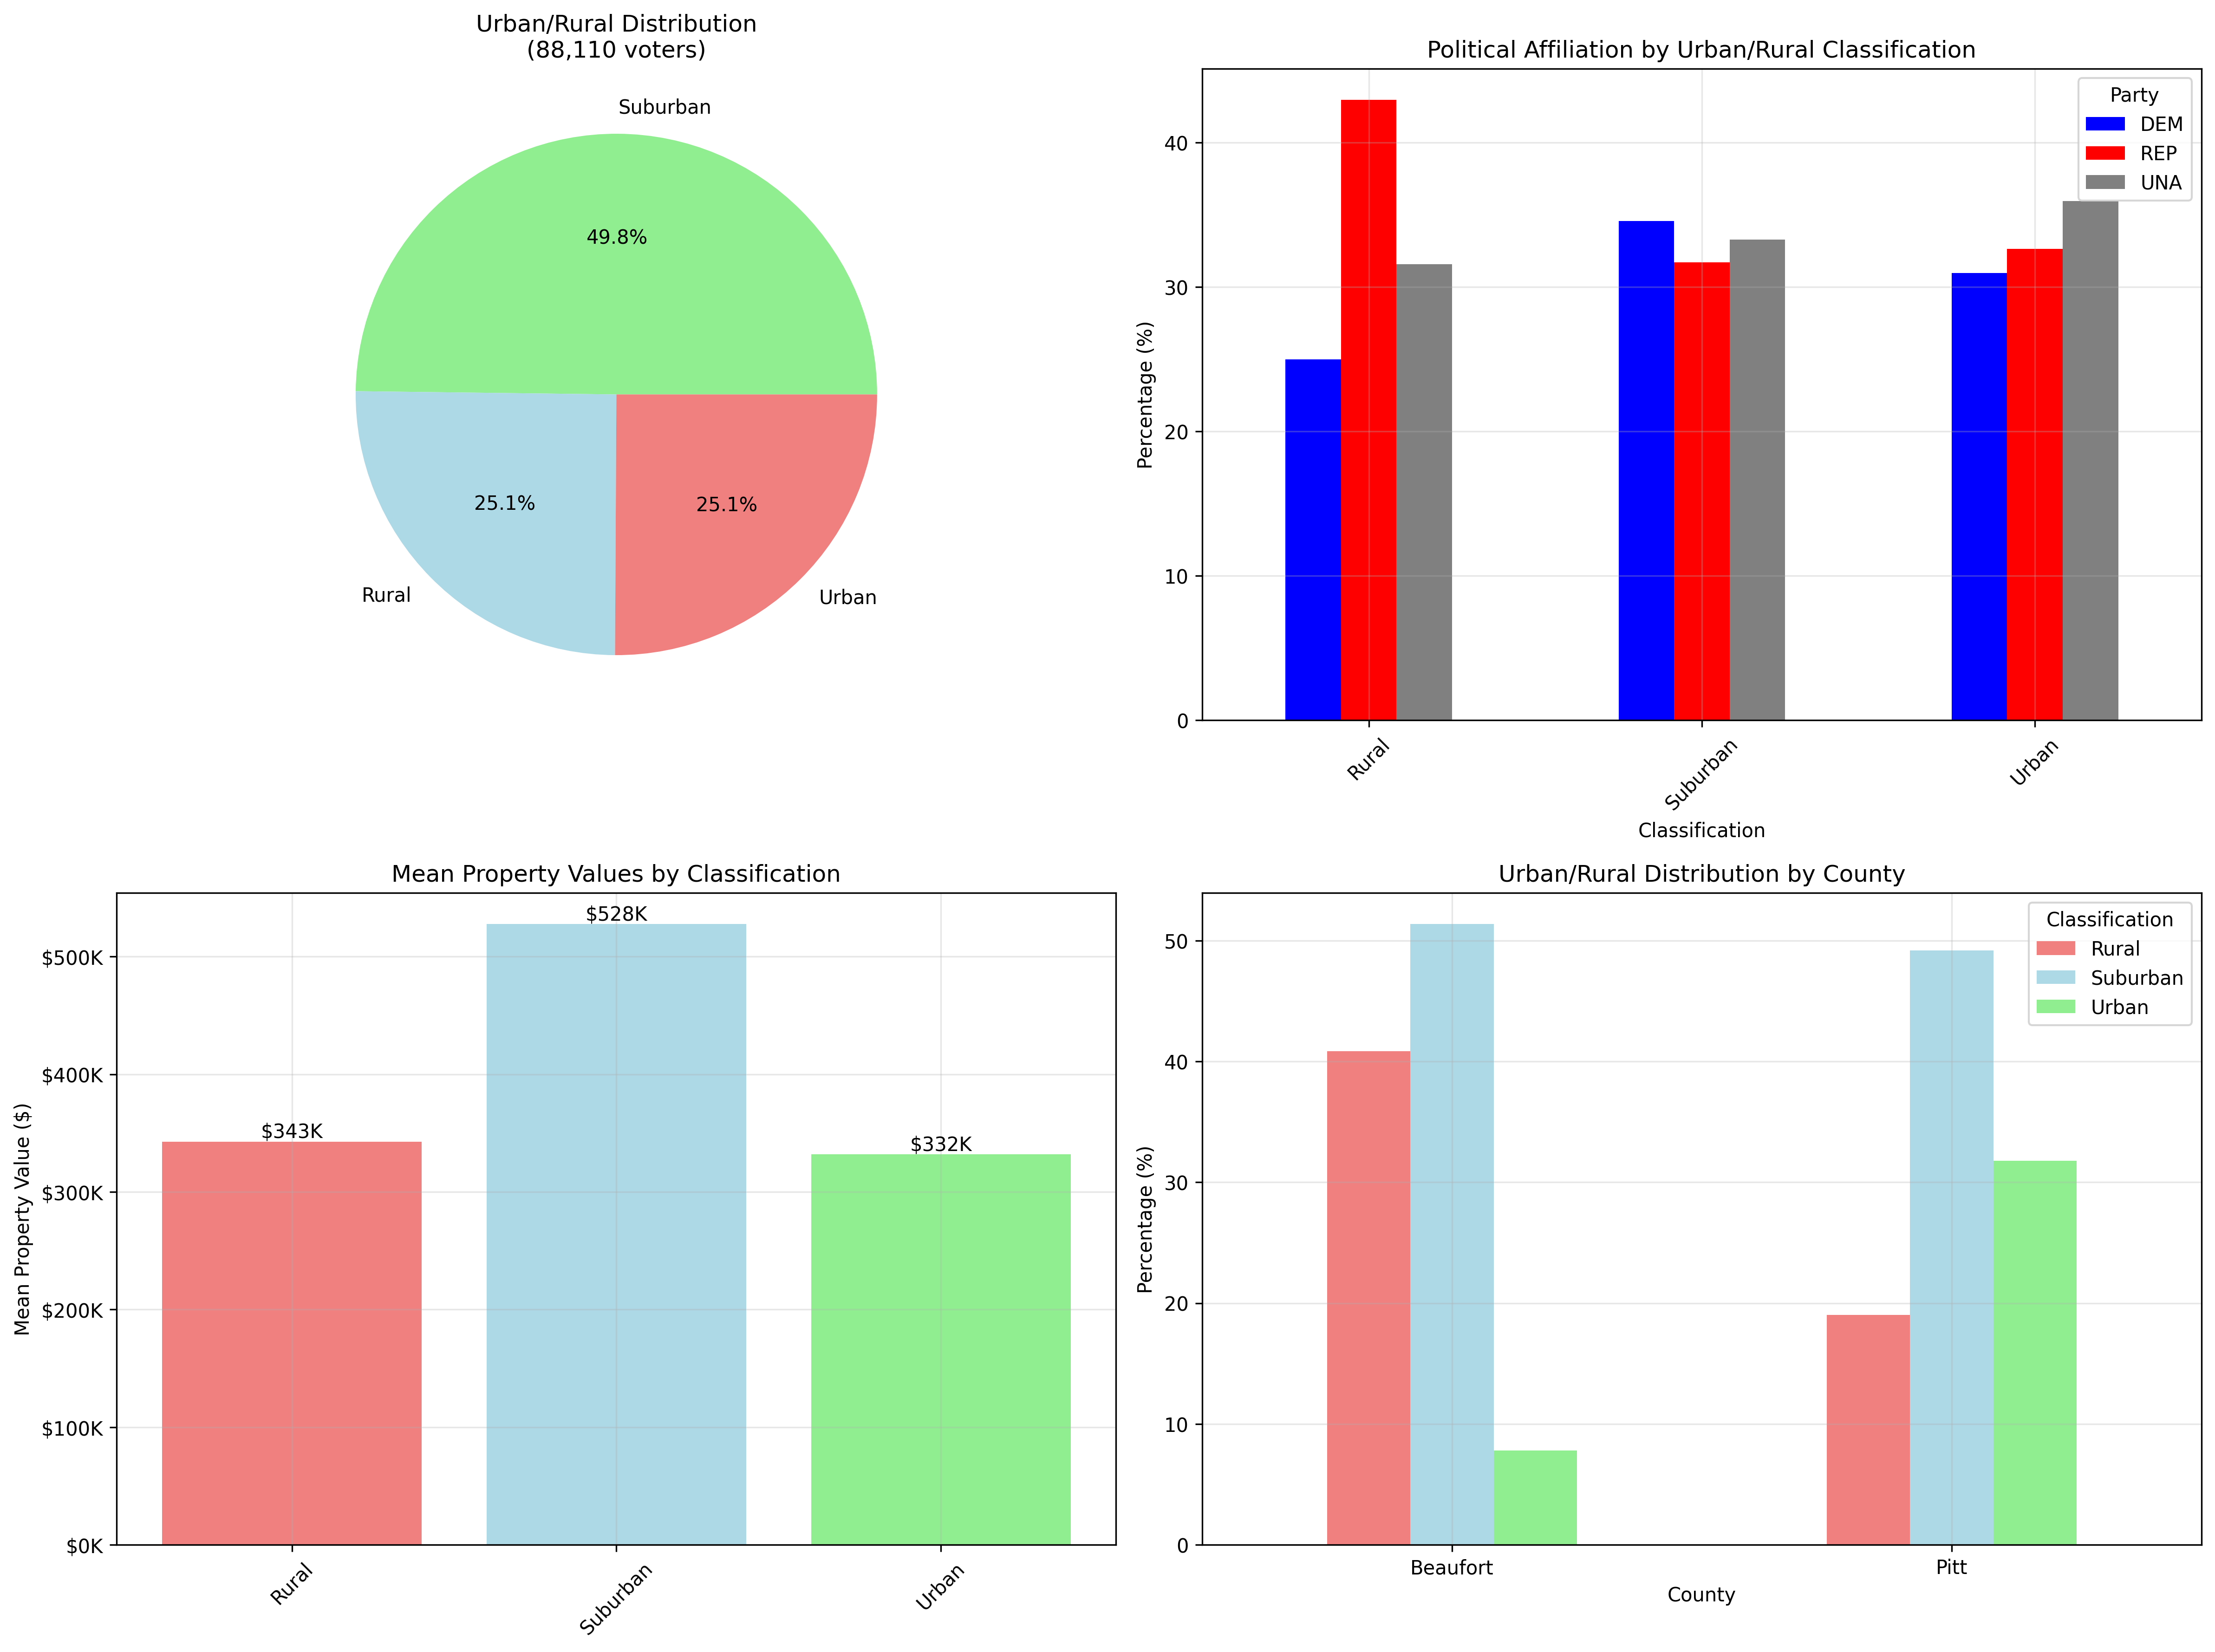 Urban/Rural Distribution
(88,110 voters)
Suburban
49.8%
25.1%
25.1%
Rural
Urban
Political Affiliation by Urban/Rural Classification
Party
DEM
REP
UNA
Percentage (%)
40
30
20
10
0
Rural
Suburban
Urban
Classification
Mean Property Values by Classification
Mean Property Value ($)
$500K
$400K
$300K
$200K
$100K
$0K
$343K
$528K
$332K
Rural
Suburban
Urban
Urban/Rural Distribution by County
Classification
Rural
Suburban
Urban
Percentage (%)
50
40
30
20
10
0
Beaufort
Pitt
County